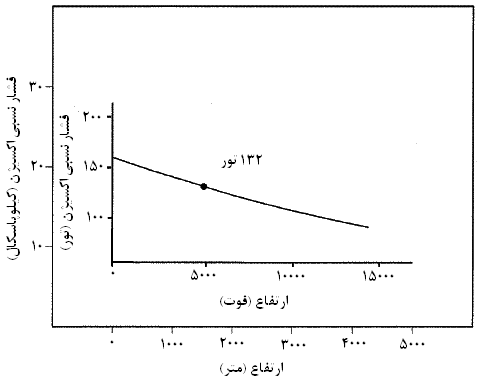 فشار نسبی اکسیژن (کیلوپاسکال)
۳۰
۲۰
۱۰
فشار نسبی اکسیژن (تور)
۲۰۰
۱۵۰
۱۰۰
۱۳۲ تور
۰ ۵۰۰۰ ۱۰۰۰۰ ۱۵۰۰۰
ارتفاع (فوت)
۰ ۱۰۰۰ ۲۰۰۰ ۳۰۰۰ ۴۰۰۰ ۵۰۰۰
ارتفاع (متر)